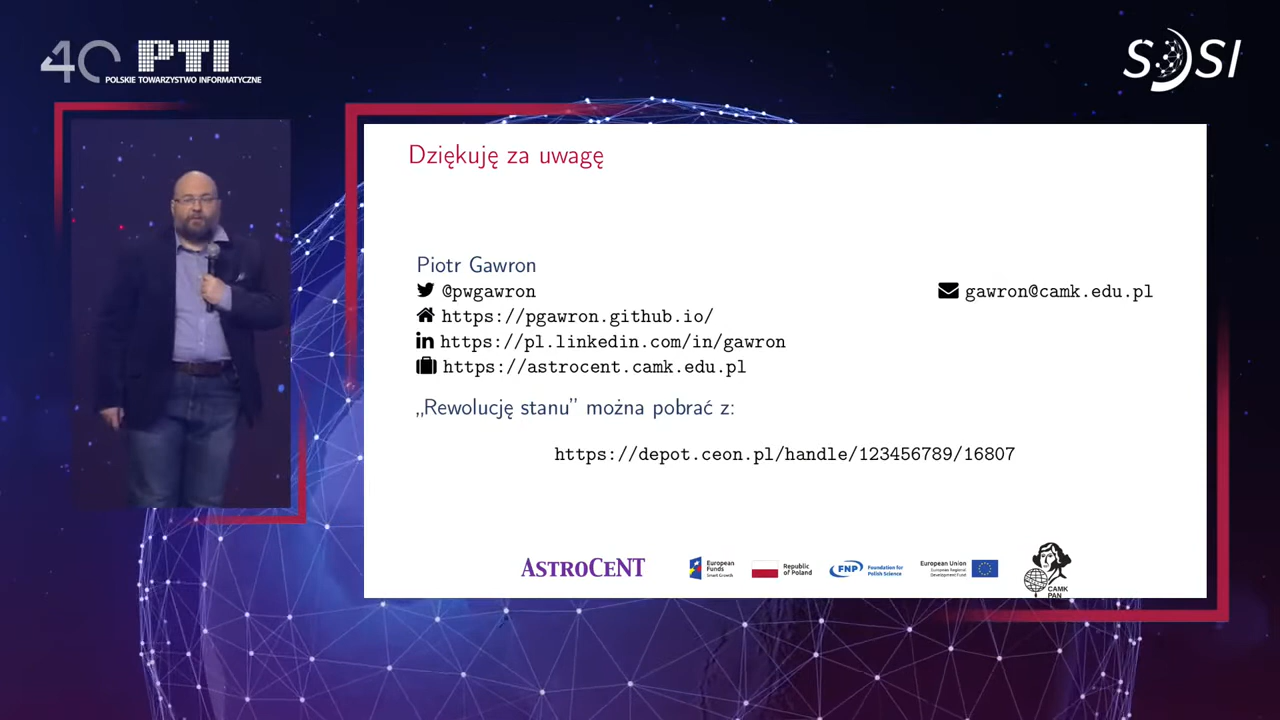 40 PTI
POLSKIE TOWARZYSTWO INFORMATYCZNE
SDSI
Dziękuję za uwagę
Piotr Gawron
@pwgawron
gawron@camk.edu.pl
https://pgawron.github.io/
in https://pl.linkedin.com/in/gawron
https://astrocent.camk.edu.pl
„Rewolucję stanu” można pobrać z:
https://depot.ceon.pl/handle/123456789/16807
ASTROCENT
European
Funds
Smart Growth
Republic
of Poland
FNP
Foundation for
Polish Science
European Union
European Regional
Development Fund
CAMK
PAN